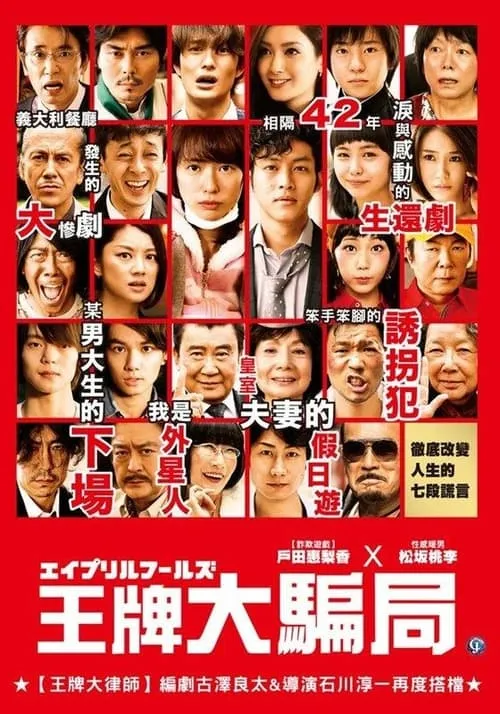 義大利餐廳
發生的
大慘劇
相隔42年
淚與感動的
生還劇
某男大生的
下場
我是
外星人
皇室
夫妻的
假日遊
笨手笨腳的
誘拐犯
徹底改變
人生的
七段謊言
【詐欺遊戲】
戶田惠梨香
×
性感暖男
松坂桃李
エイプリルフールズ
王牌大騙局
★【王牌大律師】編劇古澤良太&導演石川淳一再度搭檔★